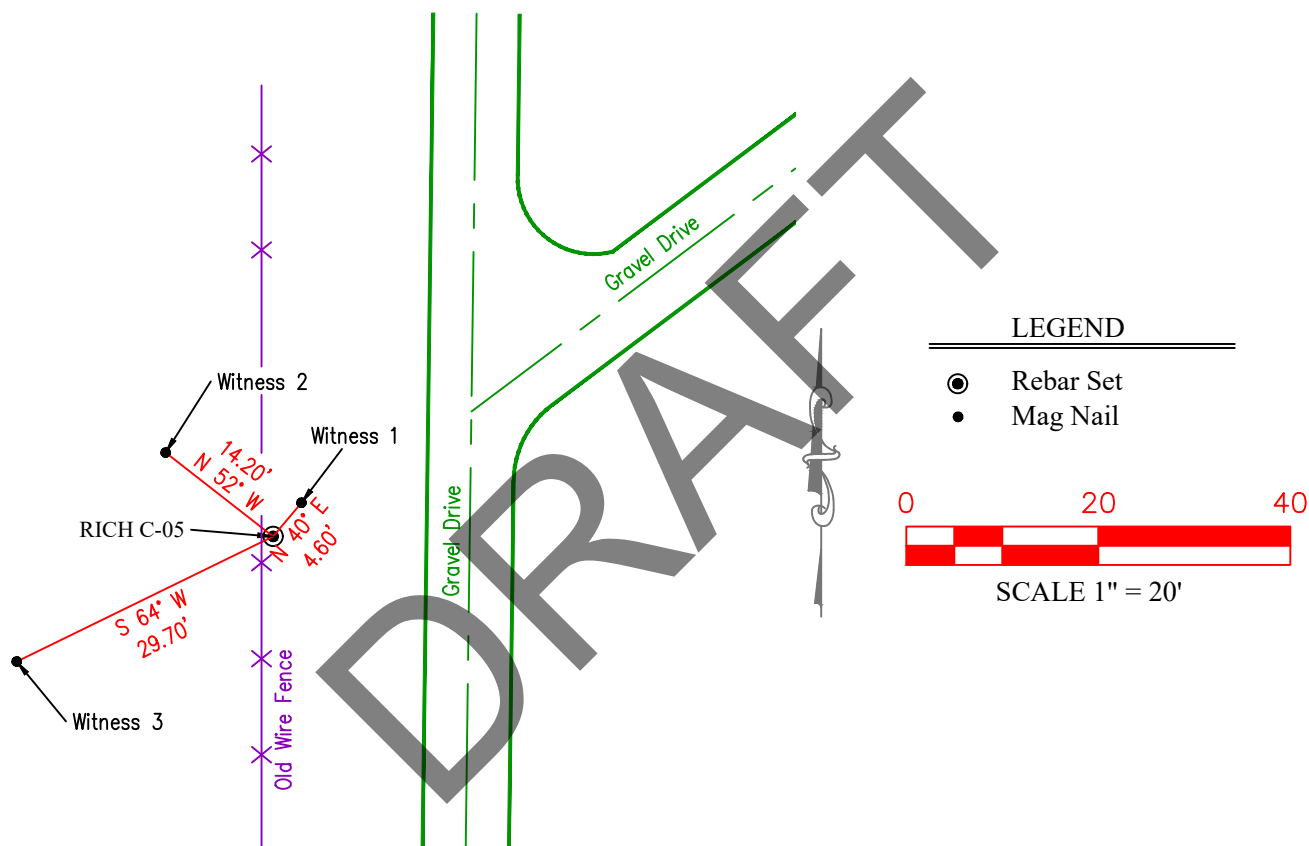 Gravel Drive
LEGEND
Rebar Set
Mag Nail
Witness 2
Witness 1
14.20'
N 52° W
RICH C-05
N 40° E
4.60'
Gravel Drive
0 20 40
SCALE 1" = 20'
S 64° W
29.70'
Old Wire Fence
Witness 3
DRAFT